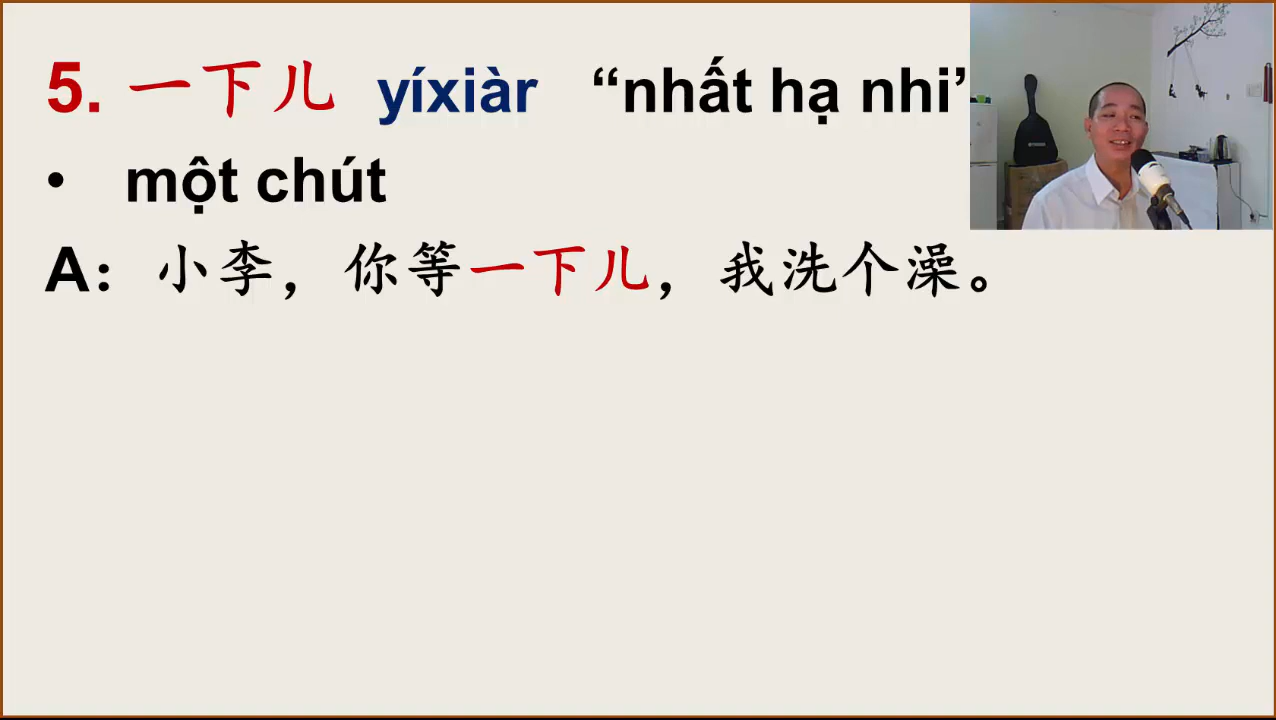 5. 一下儿 yíxiàr “nhất hạ nhi”
• một chút
A：小李，你等一下儿，我洗个澡。